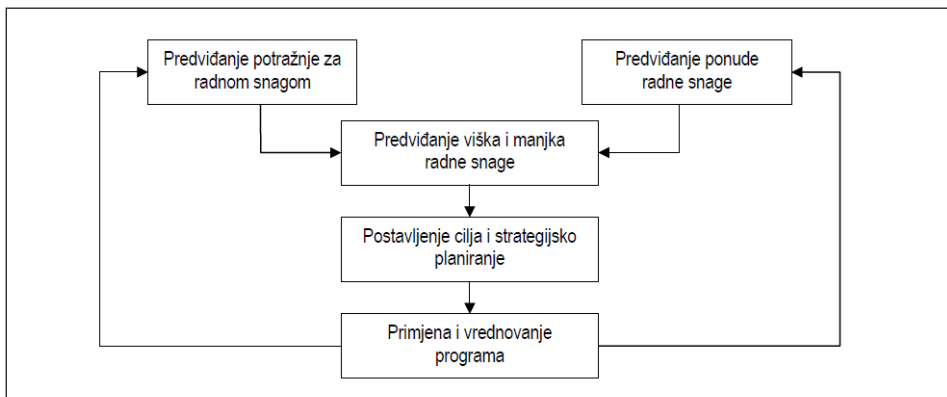 Predviđanje potražnje za
radnom snagom
Predviđanje ponude
radne snage
Predviđanje viška i manjka
radne snage
Postavljenje cilja i strategijsko
planiranje
Primjena i vrednovanje
programa